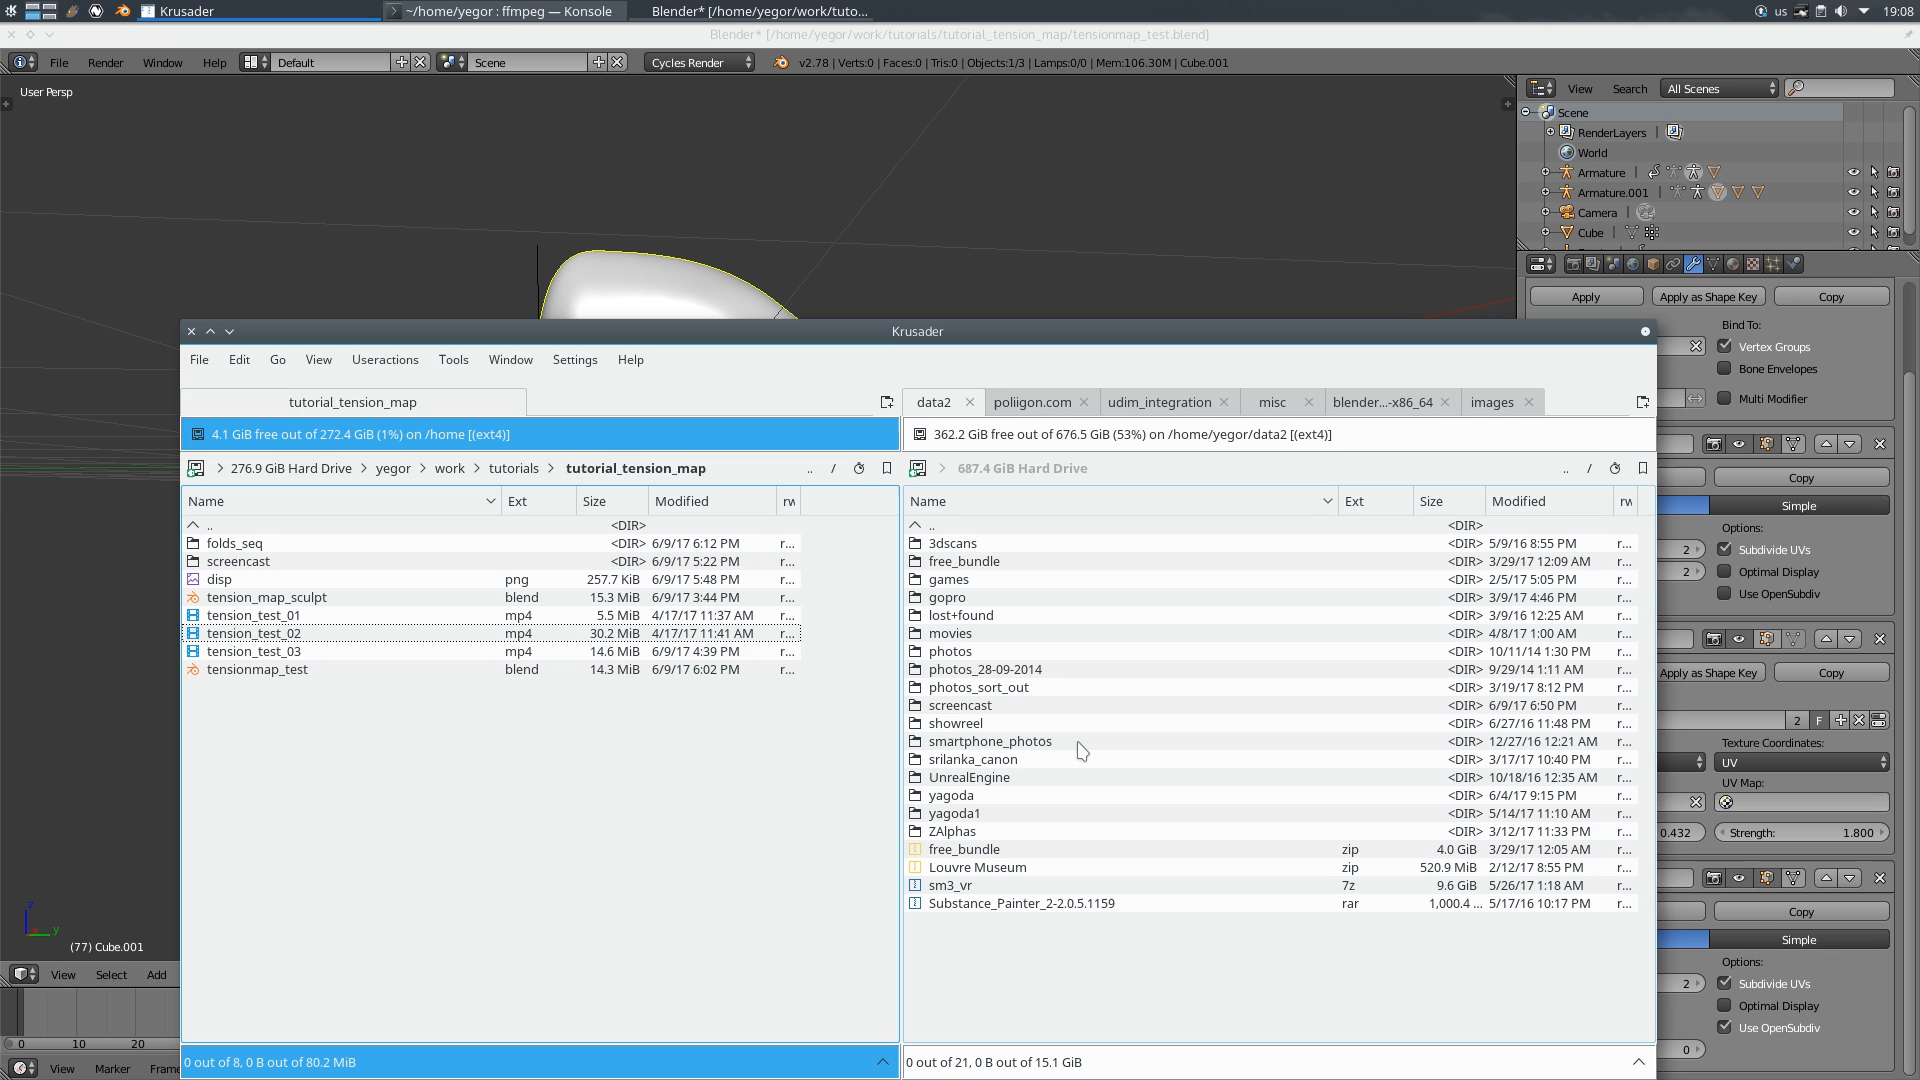 Krusader
~/home/yegor : ffmpeg — Konsole
Blender* [/home/yegor/work/tuto...
us
19:08
Blender* [/home/yegor/work/tutorials/tutorial_tension_map/tensionmap_test.blend]
File Render Window Help Default Scene Cycles Render v2.78 | Verts:0 | Faces:0 | Tris:0 | Objects:1/3 | Lamps:0/0 | Mem:106.30M | Cube.001
User Persp
View Search All Scenes
Scene
RenderLayers
World
Armature
Armature.001
Camera
Cube
Apply Apply as Shape Key Copy
Bind To:
Vertex Groups
Bone Envelopes
Multi Modifier
Copy
Simple
Options:
2 Subdivide UVs
2 Optimal Display
Use OpenSubdiv
Apply as Shape Key Copy
2 F
Texture Coordinates:
UV
UV Map:
0.432 Strength: 1.800
Copy
Simple
Options:
2 Subdivide UVs
Optimal Display
Use OpenSubdiv
0
Krusader
File Edit Go View Useractions Tools Window Settings Help
tutorial_tension_map
data2 poliigon.com udim_integration misc blender...-x86_64 images
4.1 GiB free out of 272.4 GiB (1%) on /home [(ext4)]
362.2 GiB free out of 676.5 GiB (53%) on /home/yegor/data2 [(ext4)]
276.9 GiB Hard Drive > yegor > work > tutorials > tutorial_tension_map .. /
> 687.4 GiB Hard Drive .. /
Name Ext Size Modified rw
.. <DIR>
folds_seq <DIR> 6/9/17 6:12 PM r...
screencast <DIR> 6/9/17 5:22 PM r...
disp png 257.7 KiB 6/9/17 5:48 PM r...
tension_map_sculpt blend 15.3 MiB 6/9/17 3:44 PM r...
tension_test_01 mp4 5.5 MiB 4/17/17 11:37 AM r...
tension_test_02 mp4 30.2 MiB 4/17/17 11:41 AM r...
tension_test_03 mp4 14.6 MiB 6/9/17 4:39 PM r...
tensionmap_test blend 14.3 MiB 6/9/17 6:02 PM r...
Name Ext Size Modified rw
.. <DIR>
3dscans <DIR> 5/9/16 8:55 PM r...
free_bundle <DIR> 3/29/17 12:09 AM r...
games <DIR> 2/5/17 5:05 PM r...
gopro <DIR> 3/9/17 4:46 PM r...
lost+found <DIR> 3/9/16 12:25 AM r...
movies <DIR> 4/8/17 1:00 AM r...
photos <DIR> 10/11/14 1:30 PM r...
photos_28-09-2014 <DIR> 9/29/14 1:11 AM r...
photos_sort_out <DIR> 3/19/17 8:12 PM r...
screencast <DIR> 6/9/17 6:50 PM r...
showreel <DIR> 6/27/16 11:48 PM r...
smartphone_photos <DIR> 12/27/16 12:21 AM r...
srilanka_canon <DIR> 3/17/17 10:40 PM r...
UnrealEngine <DIR> 10/18/16 12:35 AM r...
yagoda <DIR> 6/4/17 9:15 PM r...
yagoda1 <DIR> 5/14/17 11:10 AM r...
ZAlphas <DIR> 3/12/17 11:33 PM r...
free_bundle zip 4.0 GiB 3/29/17 12:05 AM r...
Louvre Museum zip 520.9 MiB 2/12/17 8:55 PM r...
sm3_vr 7z 9.6 GiB 5/26/17 1:18 AM r...
Substance_Painter_2-2.0.5.1159 rar 1,000.4 ... 5/17/16 10:17 PM r...
0 out of 8, 0 B out of 80.2 MiB
0 out of 21, 0 B out of 15.1 GiB
z
x y
(77) Cube.001
View Select Add
0 10 20
View Marker Frame